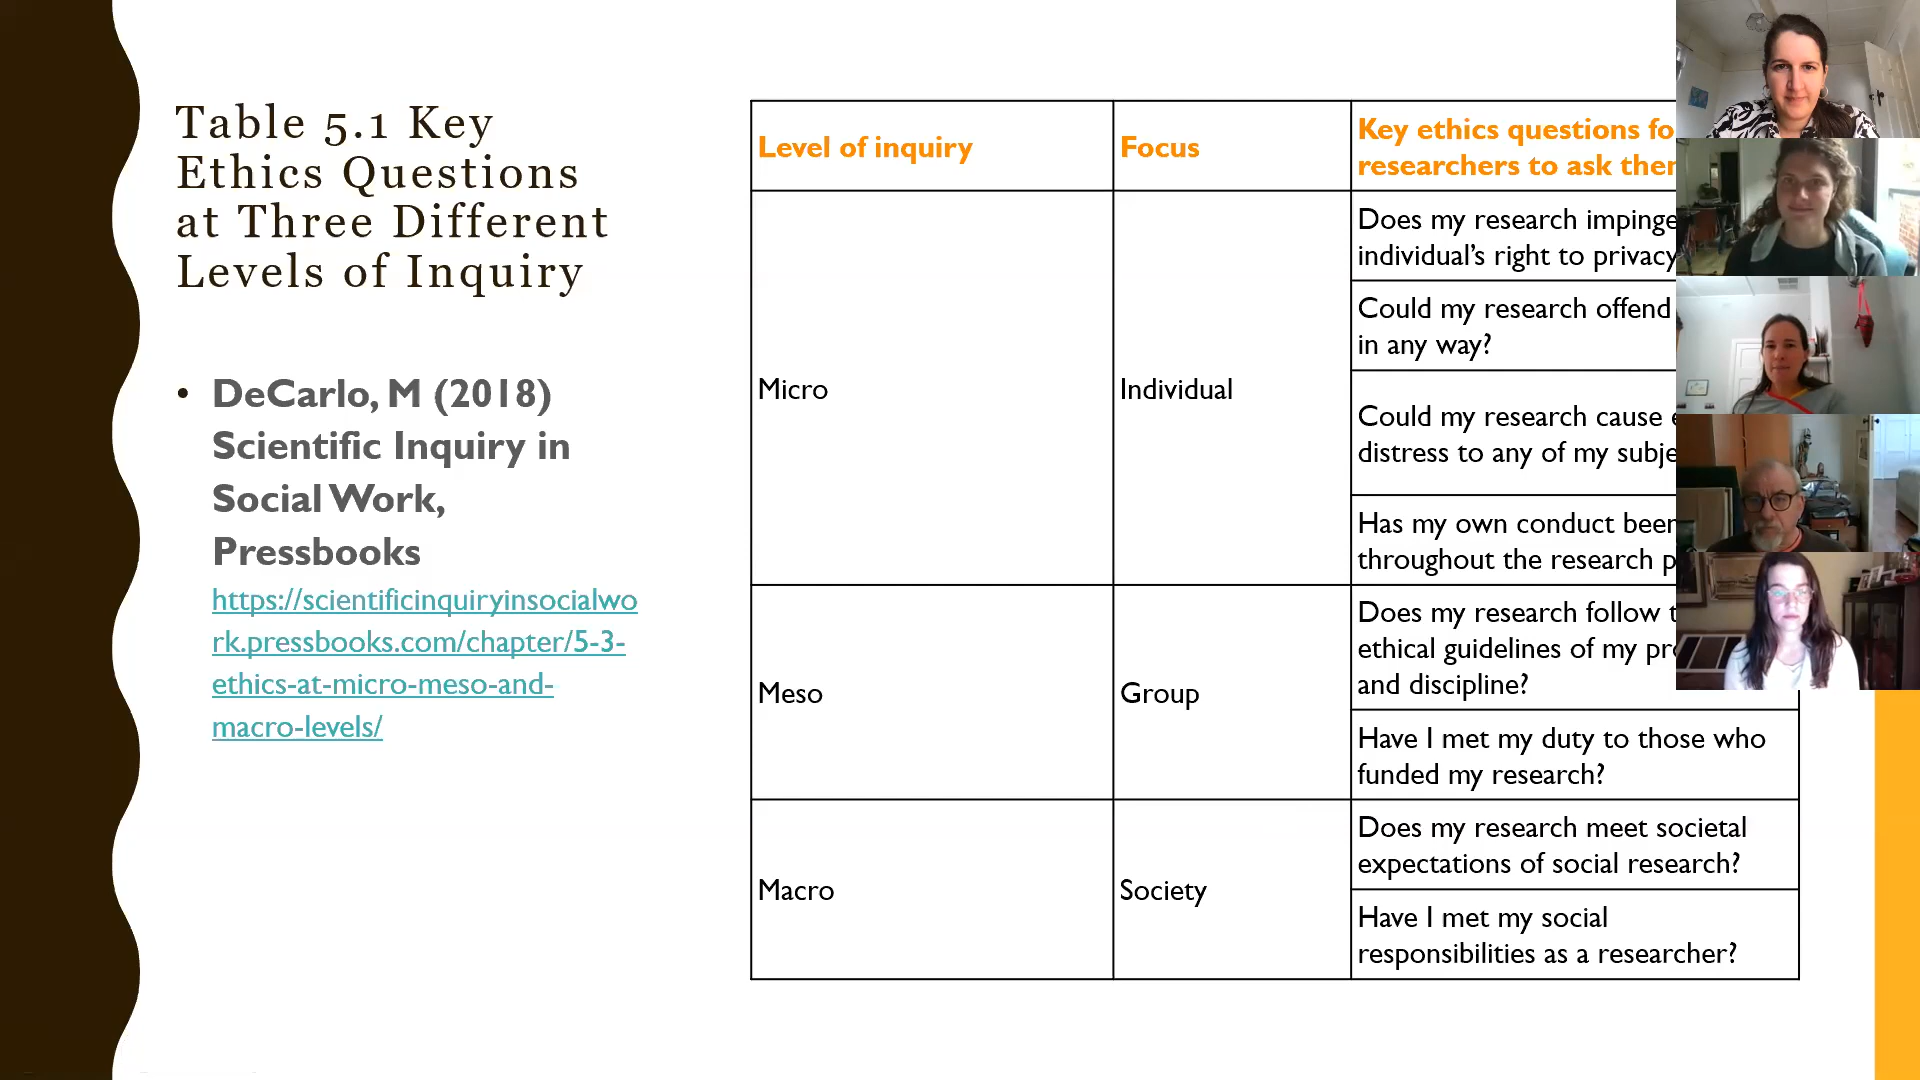 Table 5.1 Key
Ethics Questions
at Three Different
Levels of Inquiry
• DeCarlo, M (2018)
Scientific Inquiry in
Social Work,
Pressbooks
https://scientificinquiryinsocialwo
rk.pressbooks.com/chapter/5-3-
ethics-at-micro-meso-and-
macro-levels/
Level of inquiry
Focus
Key ethics questions fo
researchers to ask
Micro
Individual
Does my research impinge
individual's right to privacy
Could my research offend
in any way?
Could my research cause
distress to any of my
Has my own conduct been
throughout the research
Meso
Group
Does my research follow
ethical guidelines of my
and discipline?
Have I met my duty to those who
funded my research?
Macro
Society
Does my research meet societal
expectations of social research?
Have I met my social
responsibilities as a researcher?